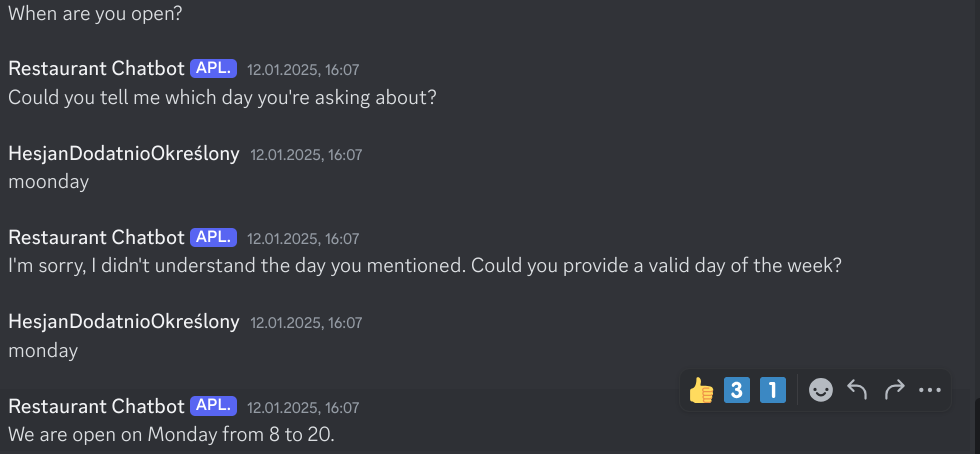 When are you open?
Restaurant Chatbot APL. 12.01.2025, 16:07
Could you tell me which day you're asking about?
HesjanDodatnioOkreślony 12.01.2025, 16:07
moonday
Restaurant Chatbot APL. 12.01.2025, 16:07
I'm sorry, I didn't understand the day you mentioned. Could you provide a valid day of the week?
HesjanDodatnioOkreślony 12.01.2025, 16:07
monday
3 1
Restaurant Chatbot APL. 12.01.2025, 16:07
We are open on Monday from 8 to 20.